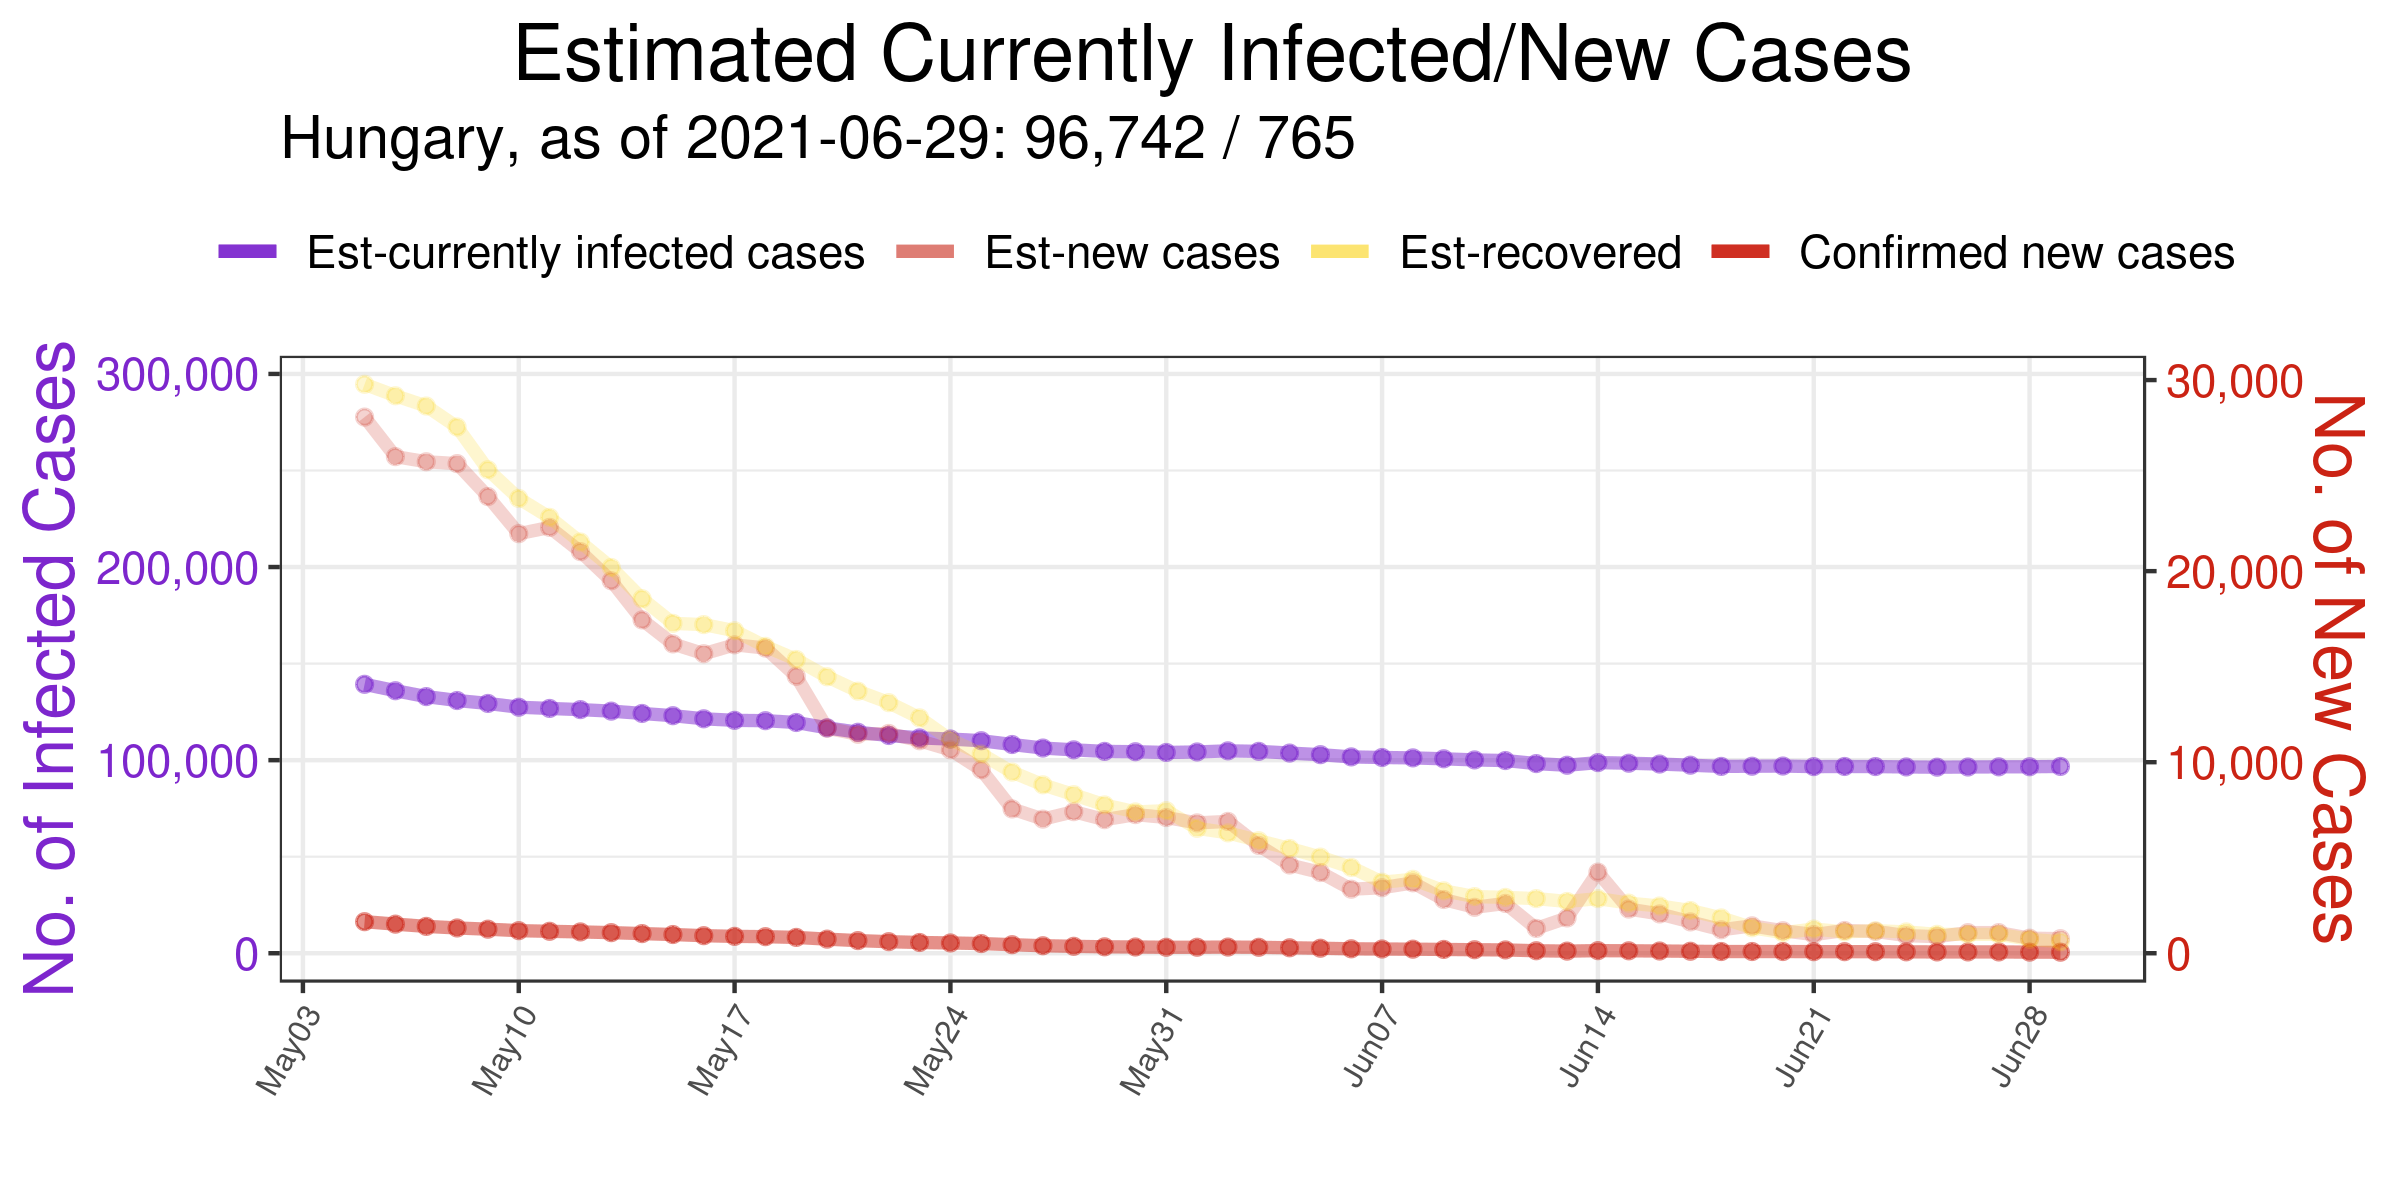 Estimated Currently Infected/New Cases
Hungary, as of 2021-06-29: 96,742 / 765
Est-currently infected cases Est-new cases Est-recovered Confirmed new cases
No. of Infected Cases
300,000
200,000
100,000
0
30,000
20,000
10,000
0
No. of New Cases
May03 May10 May17 May24 May31 Jun07 Jun14 Jun21 Jun28